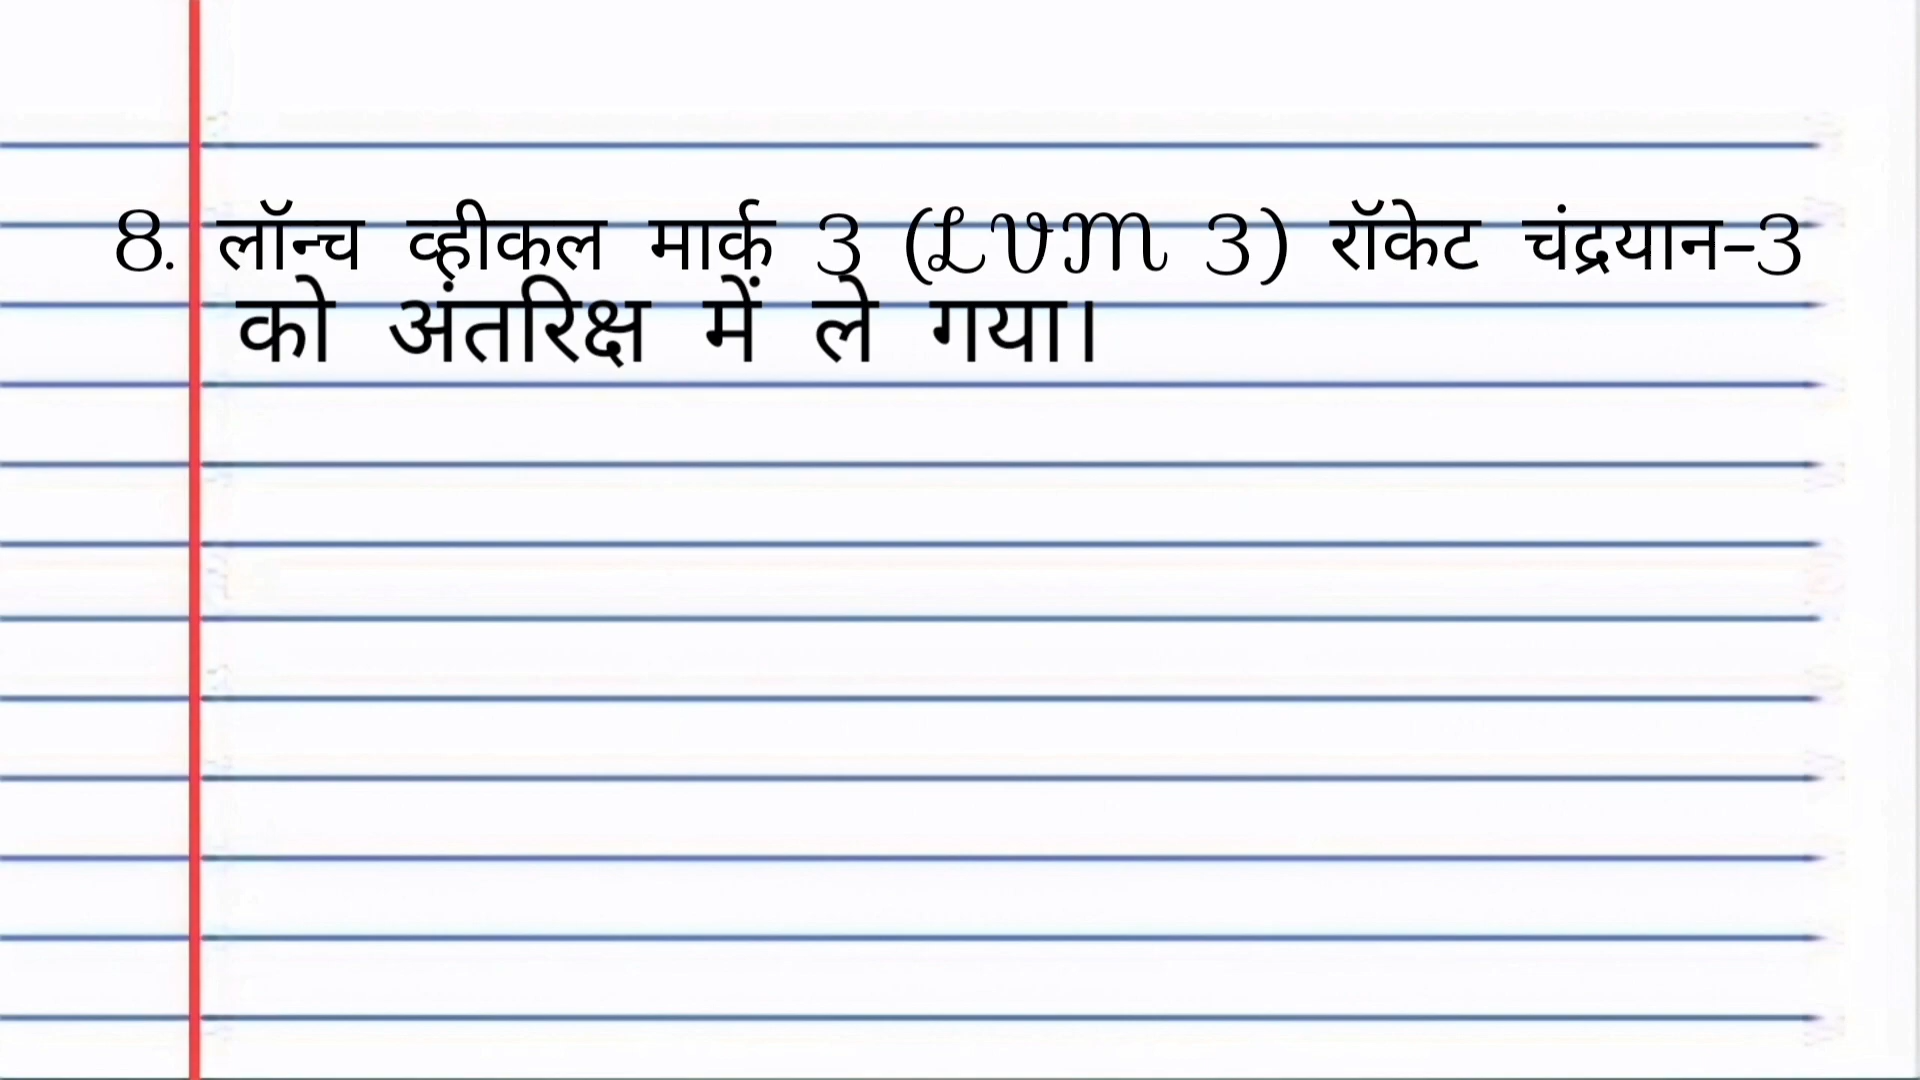 8. लॉन्च व्हीकल मार्क 3 (LVM 3) रॉकेट चंद्रयान-3
को अंतरिक्ष में ले गया।